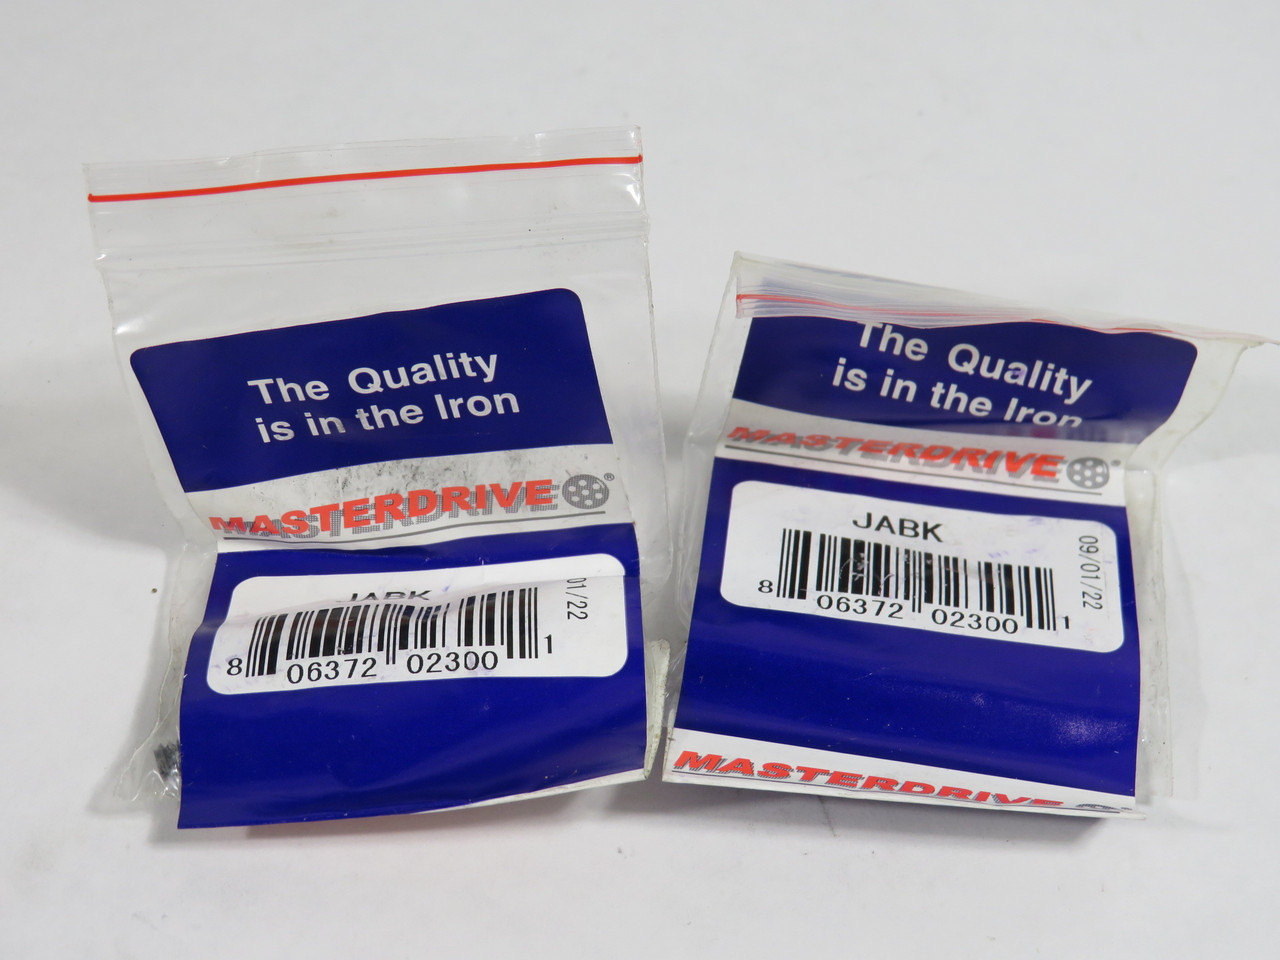 The Quality
is in the Iron
MASTERDRIVE®
JABK
01/22
8 06372 02300 1
The Quality
is in the Iron
MASTERDRIVE®
JABK
09/01/22
8 06372 02300 1
MASTERDRIVE